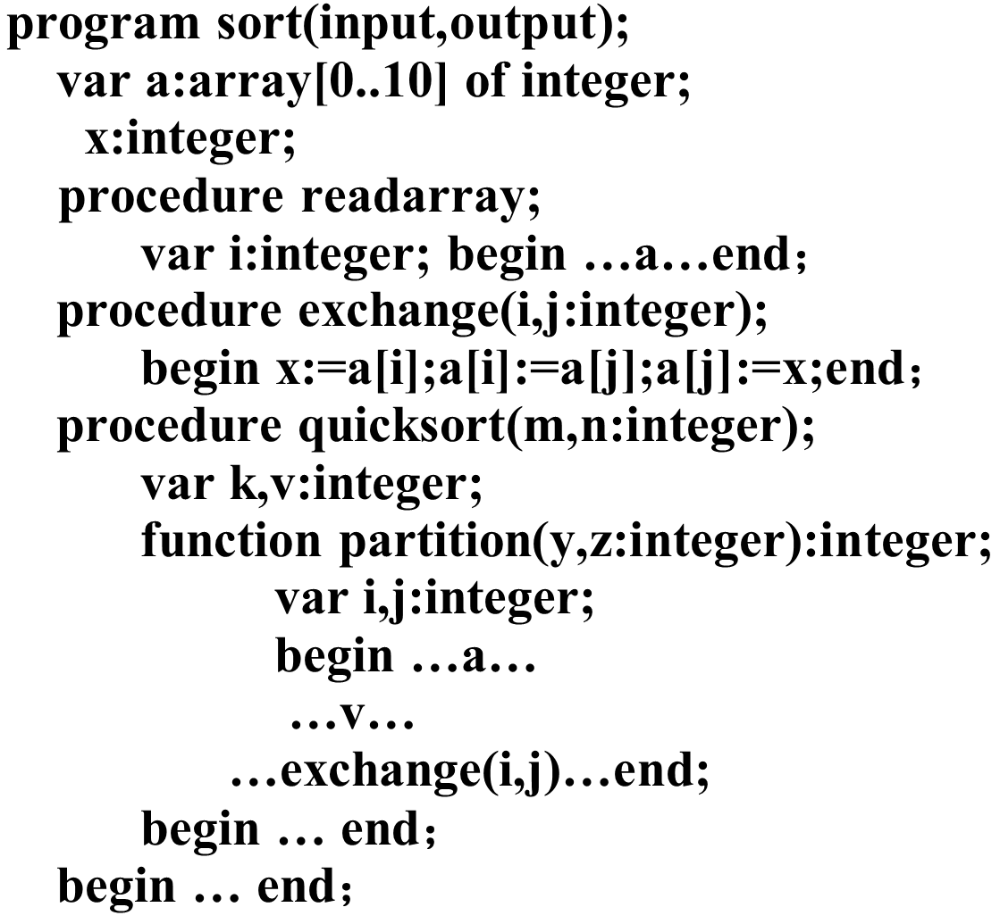 program sort(input,output);
var a:array[0..10] of integer;
x:integer;
procedure readarray;
var i:integer; begin …a…end；
procedure exchange(i,j:integer);
begin x:=a[i];a[i]:=a[j];a[j]:=x;end；
procedure quicksort(m,n:integer);
var k,v:integer;
function partition(y,z:integer):integer;
var i,j:integer;
begin …a…
…v…
…exchange(i,j)…end;
begin … end；
begin … end；